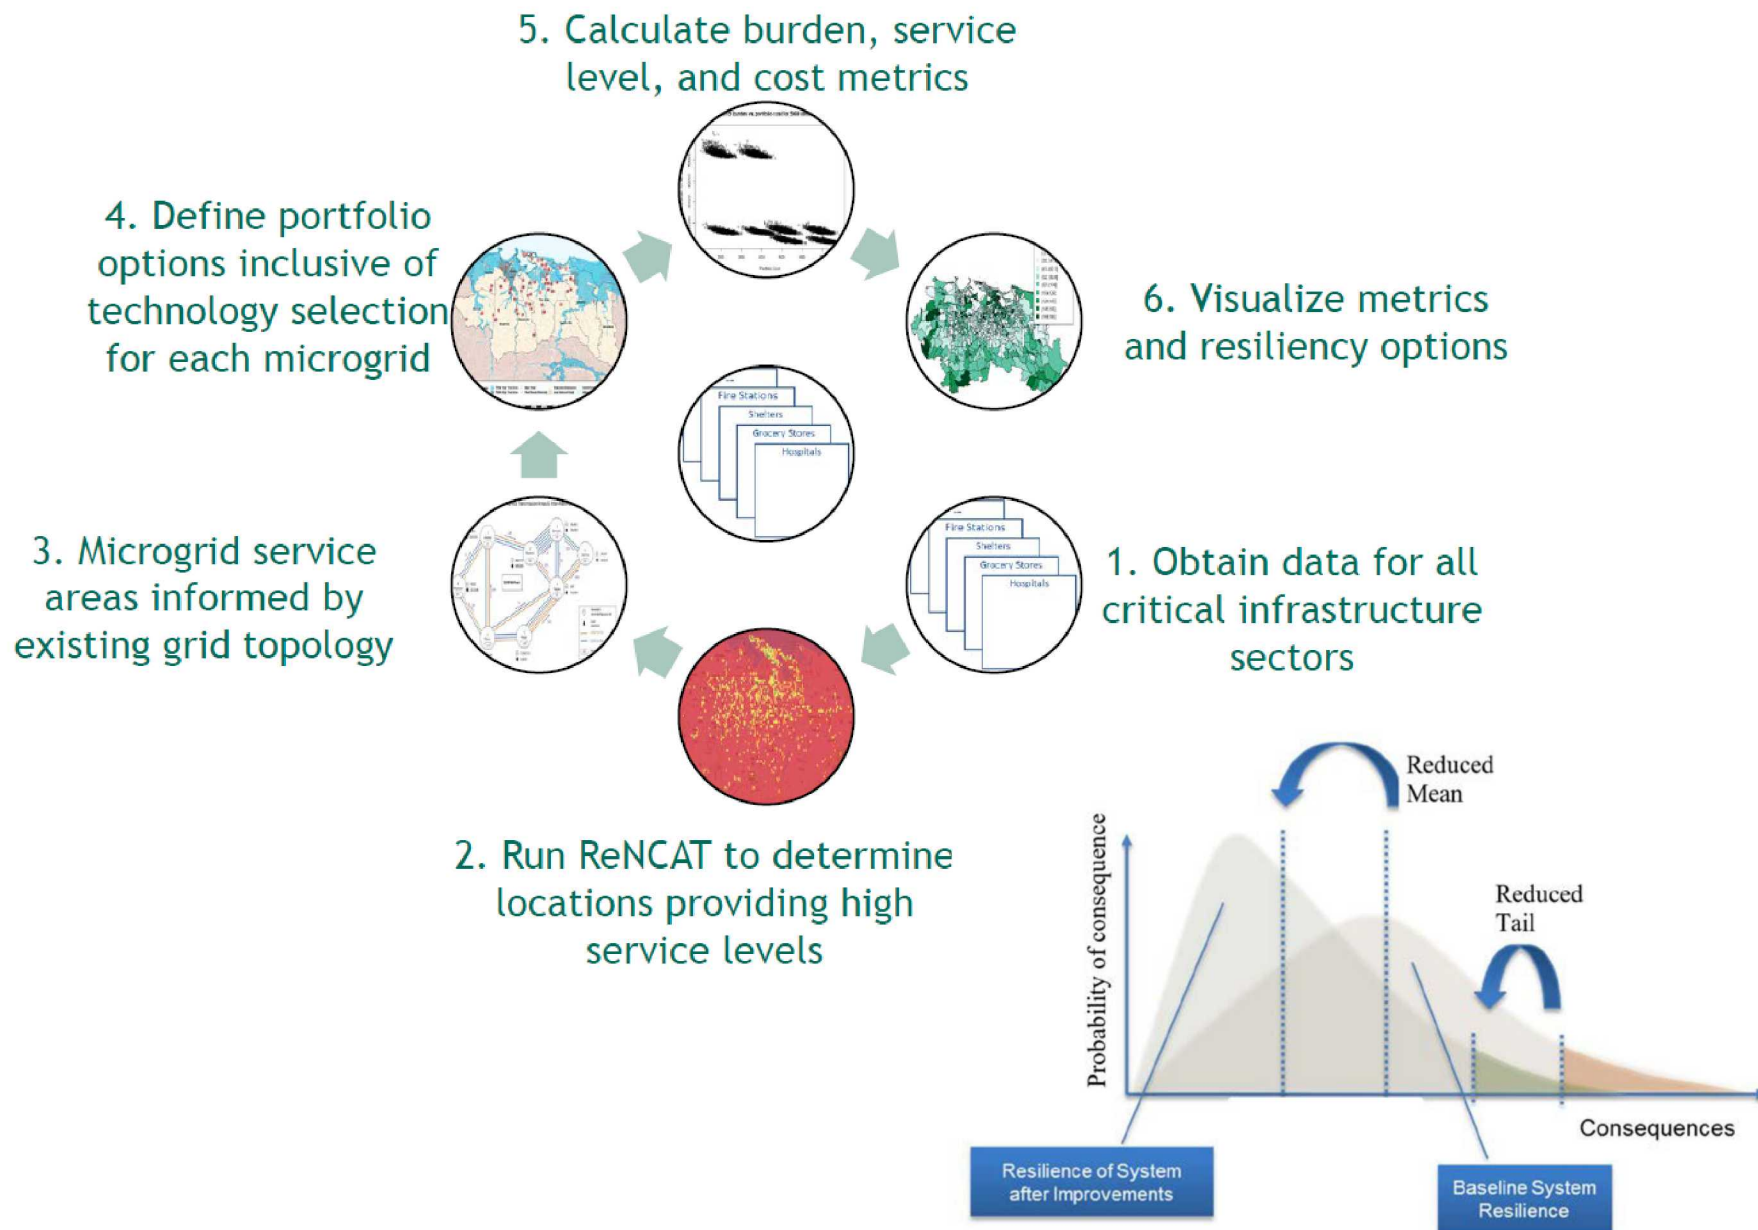 5. Calculate burden, service
level, and cost metrics
4. Define portfolio
options inclusive of
technology selection
for each microgrid
6. Visualize metrics
and resiliency options
Fire Stations
Shelters
Grocery Stores
Hospitals
3. Microgrid service
areas informed by
existing grid topology
Fire Stations
Shelters
Grocery Stores
Hospitals
1. Obtain data for all
critical infrastructure
sectors
2. Run ReNCAT to determine
locations providing high
service levels
Reduced
Mean
Reduced
Tail
Probability of consequence
Consequences
Resilience of System
after Improvements
Baseline System
Resilience